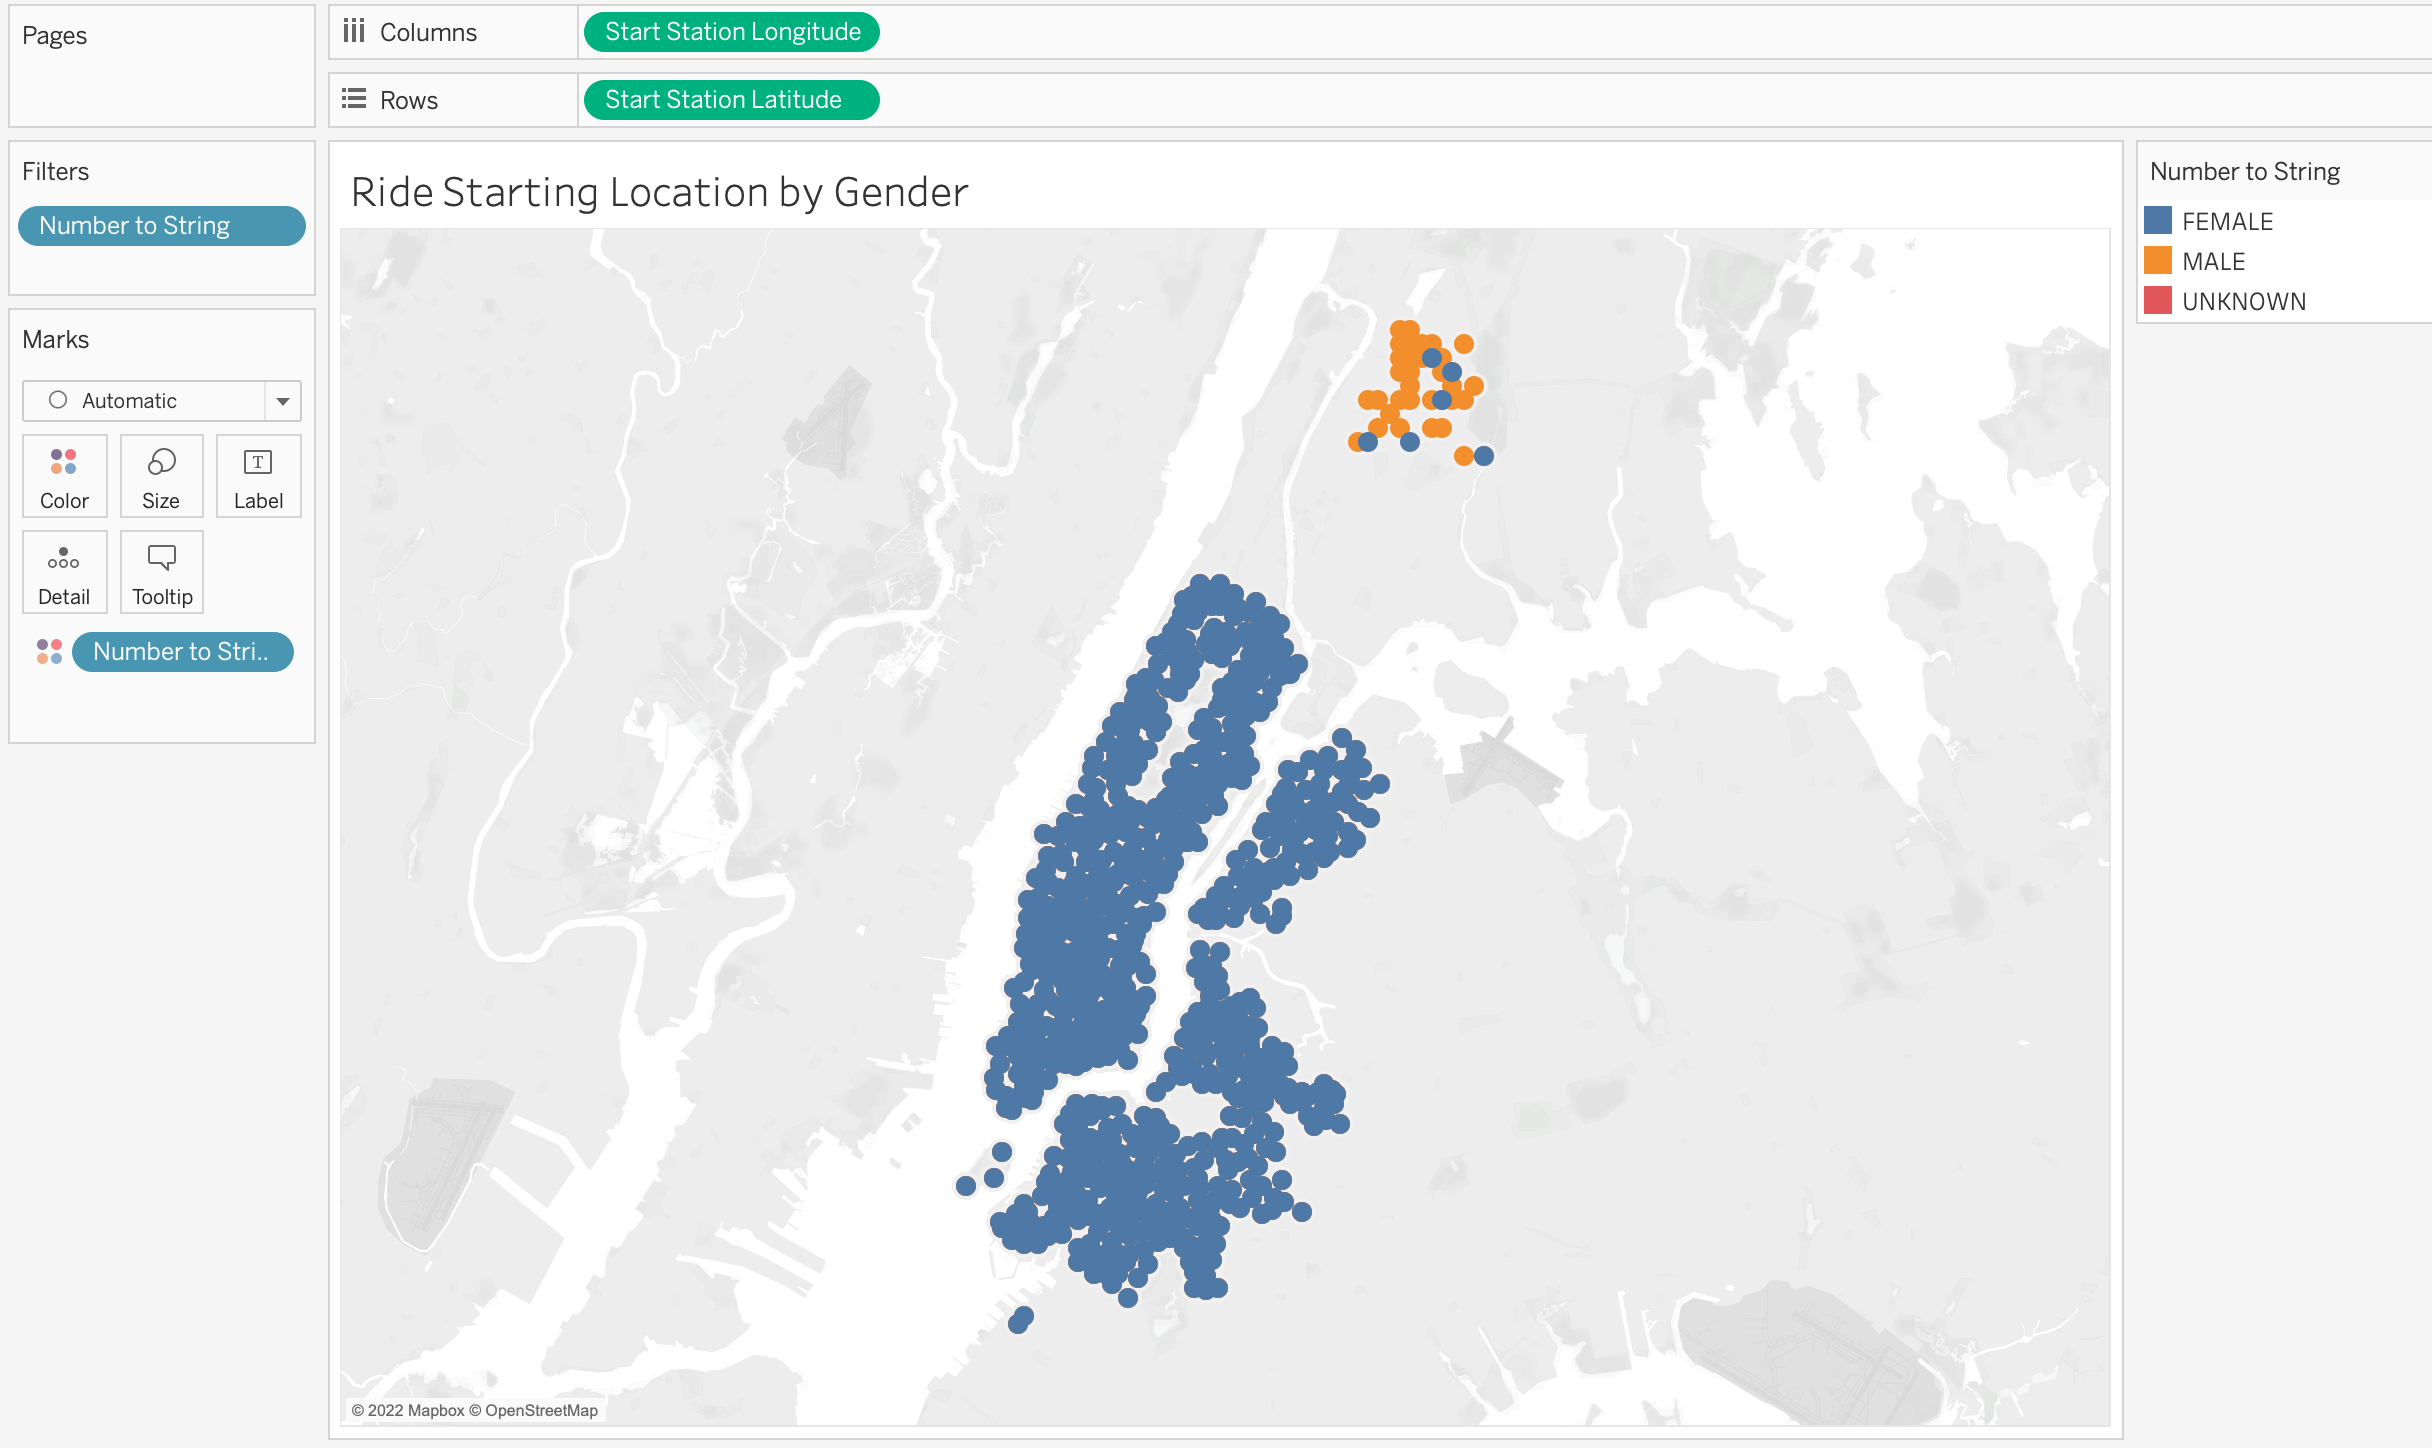 Pages
Columns
Start Station Longitude
Rows
Start Station Latitude
Filters
Number to String
Marks
Automatic
Color
Size
T
Label
Detail
Tooltip
Number to Stri..
Ride Starting Location by Gender
© 2022 Mapbox © OpenStreetMap
Number to String
FEMALE
MALE
UNKNOWN